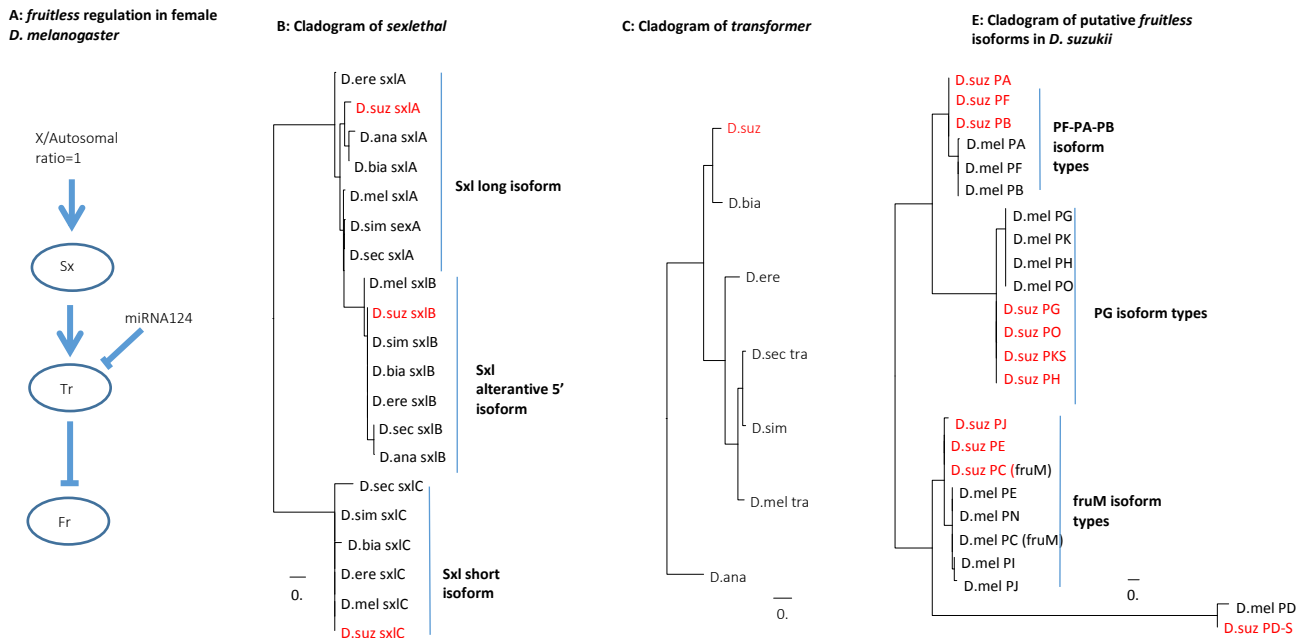 A: fruitless regulation in female
D. melanogaster
X/Autosomal
ratio=1
Sx
miRNA124
Tr
Fr
B: Cladogram of sexlethal
D.ere sxlA
D.suz sxlA
D.ana sxlA
D.bia sxlA
D.mel sxlA
D.sim sexA
D.sec sxlA
Sxl long isoform
D.mel sxlB
D.suz sxlB
D.sim sxlB
D.bia sxlB
D.ere sxlB
D.sec sxlB
D.ana sxlB
Sxl
alterantive 5’
isoform
D.sec sxlC
D.sim sxlC
D.bia sxlC
D.ere sxlC
D.mel sxlC
D.suz sxlC
Sxl short
isoform
0.
C: Cladogram of transformer
D.suz
D.bia
D.ere
D.sec tra
D.sim
D.mel tra
D.ana
0.
E: Cladogram of putative fruitless
isoforms in D. suzukii
D.suz PA
D.suz PF
D.suz PB
D.mel PA
D.mel PF
D.mel PB
PF-PA-PB
isoform
types
D.mel PG
D.mel PK
D.mel PH
D.mel PO
D.suz PG
D.suz PO
D.suz PKS
D.suz PH
PG isoform types
D.suz PJ
D.suz PE
D.suz PC (fruM)
D.mel PE
D.mel PN
D.mel PC (fruM)
D.mel PI
D.mel PJ
fruM isoform
types
0.
D.mel PD
D.suz PD-S